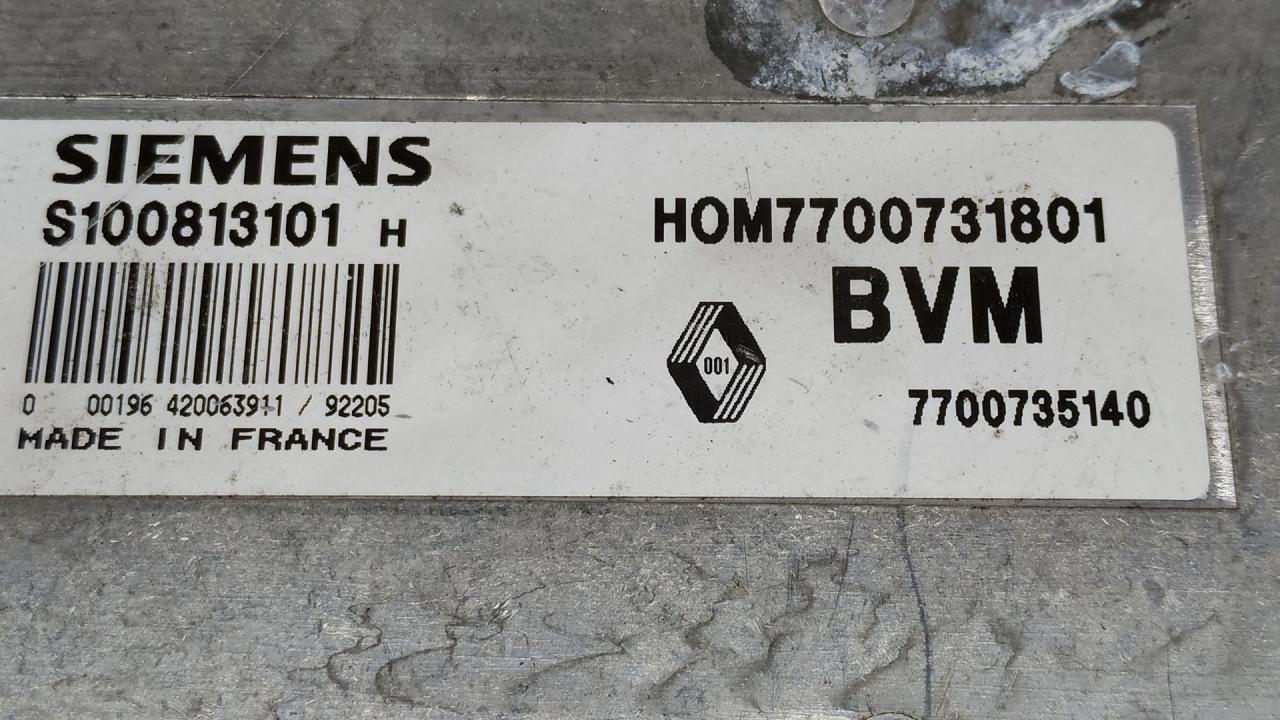 SIEMENS
S100813101 H
0 00196 420063911 / 92205
MADE IN FRANCE
HOM7700731801
BVM
001
7700735140